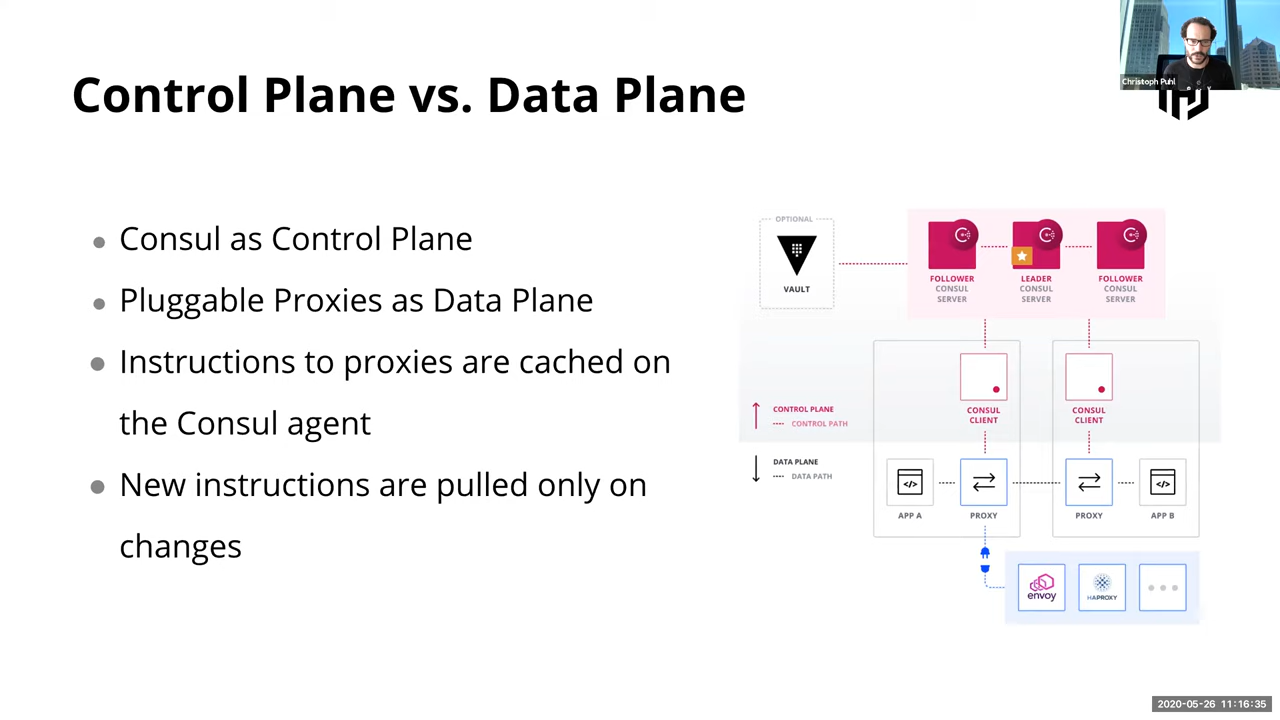 Christoph Puhl
Control Plane vs. Data Plane
Consul as Control Plane
Pluggable Proxies as Data Plane
Instructions to proxies are cached on
the Consul agent
New instructions are pulled only on
changes
OPTIONAL
VAULT
FOLLOWER
CONSUL
SERVER
LEADER
CONSUL
SERVER
FOLLOWER
CONSUL
SERVER
CONSUL
CLIENT
CONSUL
CLIENT
CONTROL PLANE
CONTROL PATH
DATA PLANE
DATA PATH
</>
</>
APP A
PROXY
PROXY
APP B
envoy
HAPROXY
2020-05-26 11:16:35